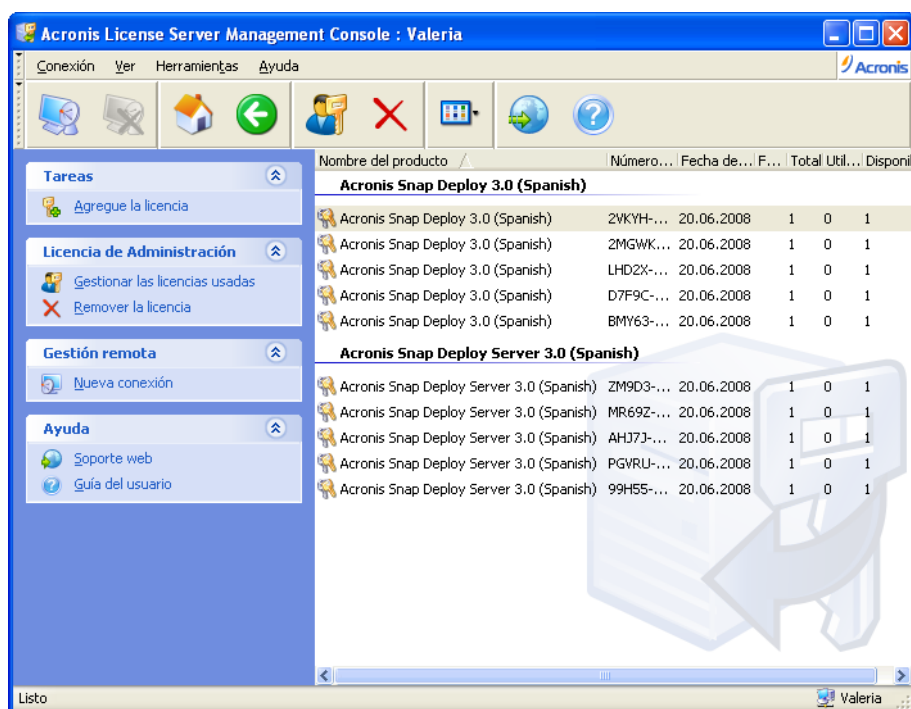 Acronis License Server Management Console : Valeria
Conexión Ver Herramientas Ayuda
Acronis
Tareas
Agregue la licencia
Licencia de Administración
Gestionar las licencias usadas
Remover la licencia
Gestión remota
Nueva conexión
Ayuda
Soporte web
Guía del usuario
Nombre del producto Número... Fecha de... F... Total Util... Disponi
Acronis Snap Deploy 3.0 (Spanish)
Acronis Snap Deploy 3.0 (Spanish) 2VKYH-... 20.06.2008 1 0 1
Acronis Snap Deploy 3.0 (Spanish) 2MGWK... 20.06.2008 1 0 1
Acronis Snap Deploy 3.0 (Spanish) LHD2X-... 20.06.2008 1 0 1
Acronis Snap Deploy 3.0 (Spanish) D7F9C-... 20.06.2008 1 0 1
Acronis Snap Deploy 3.0 (Spanish) BMY63-... 20.06.2008 1 0 1
Acronis Snap Deploy Server 3.0 (Spanish)
Acronis Snap Deploy Server 3.0 (Spanish) ZM9D3-... 20.06.2008 1 0 1
Acronis Snap Deploy Server 3.0 (Spanish) MR69Z-... 20.06.2008 1 0 1
Acronis Snap Deploy Server 3.0 (Spanish) AHJ7J-... 20.06.2008 1 0 1
Acronis Snap Deploy Server 3.0 (Spanish) PGVRU-... 20.06.2008 1 0 1
Acronis Snap Deploy Server 3.0 (Spanish) 99H55-... 20.06.2008 1 0 1
Listo
Valeria